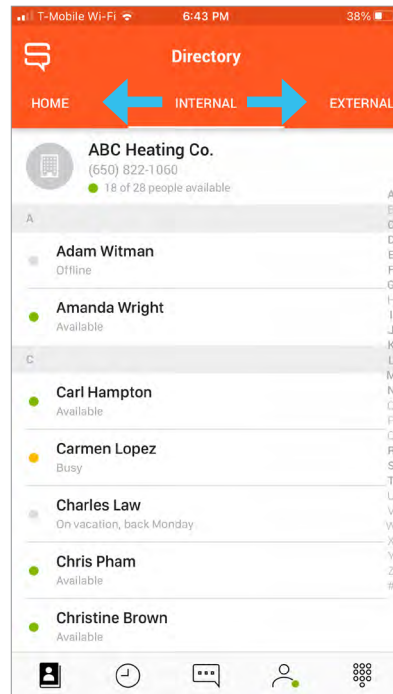 T-Mobile Wi-Fi 6:43 PM 38%
Directory
HOME INTERNAL EXTERNAL
ABC Heating Co.
(650) 822-1060
18 of 28 people available
A
Adam Witman
Offline
Amanda Wright
Available
C
Carl Hampton
Available
Carmen Lopez
Busy
Charles Law
On vacation, back Monday
Chris Pham
Available
Christine Brown
Available
A
B
C
D
E
F
G
H
I
J
K
L
M
N
O
P
Q
R
S
T
U
V
W
X
Y
Z
#